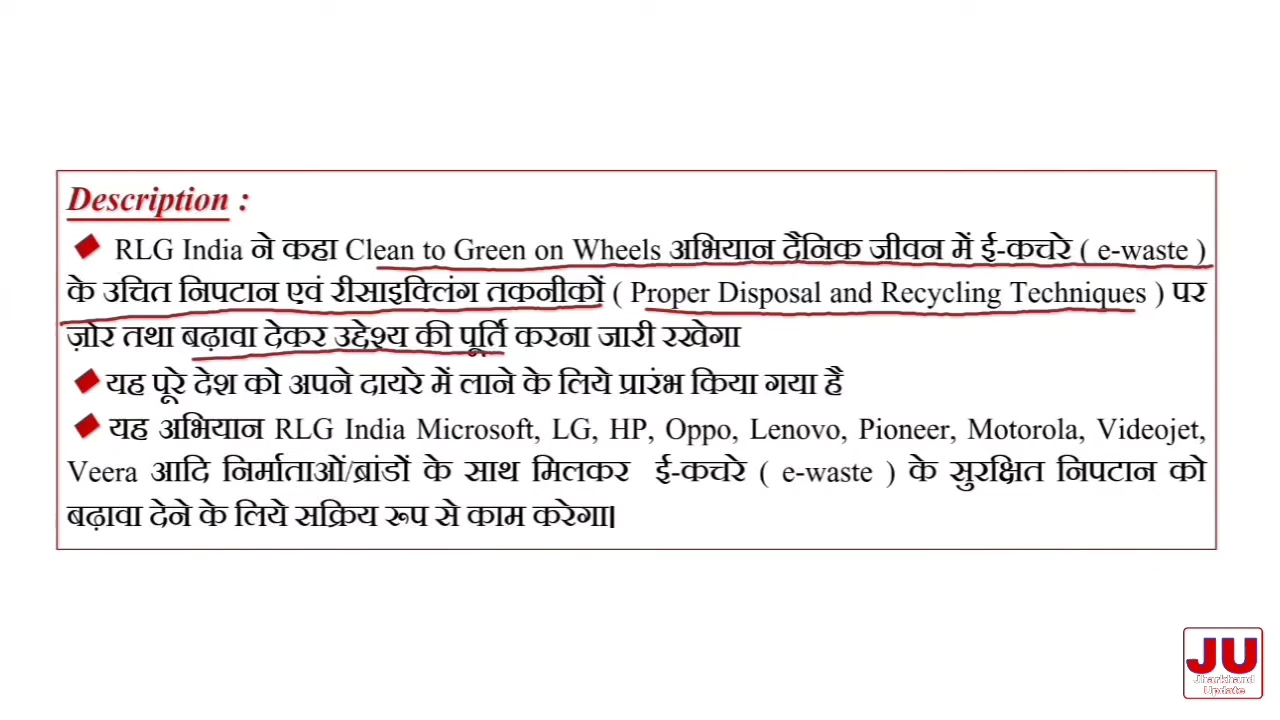 Description :
◆ RLG India ने कहा Clean to Green on Wheels अभियान दैनिक जीवन में ई-कचरे ( e-waste )
के उचित निपटान एवं रीसाइक्लिंग तकनीकों ( Proper Disposal and Recycling Techniques ) पर
ज़ोर तथा बढ़ावा देकर उद्देश्य की पूर्ति करना जारी रखेगा
◆ यह पूरे देश को अपने दायरे में लाने के लिये प्रारंभ किया गया है
◆ यह अभियान RLG India Microsoft, LG, HP, Oppo, Lenovo, Pioneer, Motorola, Videojet,
Veera आदि निर्माताओं/ब्रांडों के साथ मिलकर ई-कचरे ( e-waste ) के सुरक्षित निपटान को
बढ़ावा देने के लिये सक्रिय रूप से काम करेगा।
JU
Jharkhand
Update